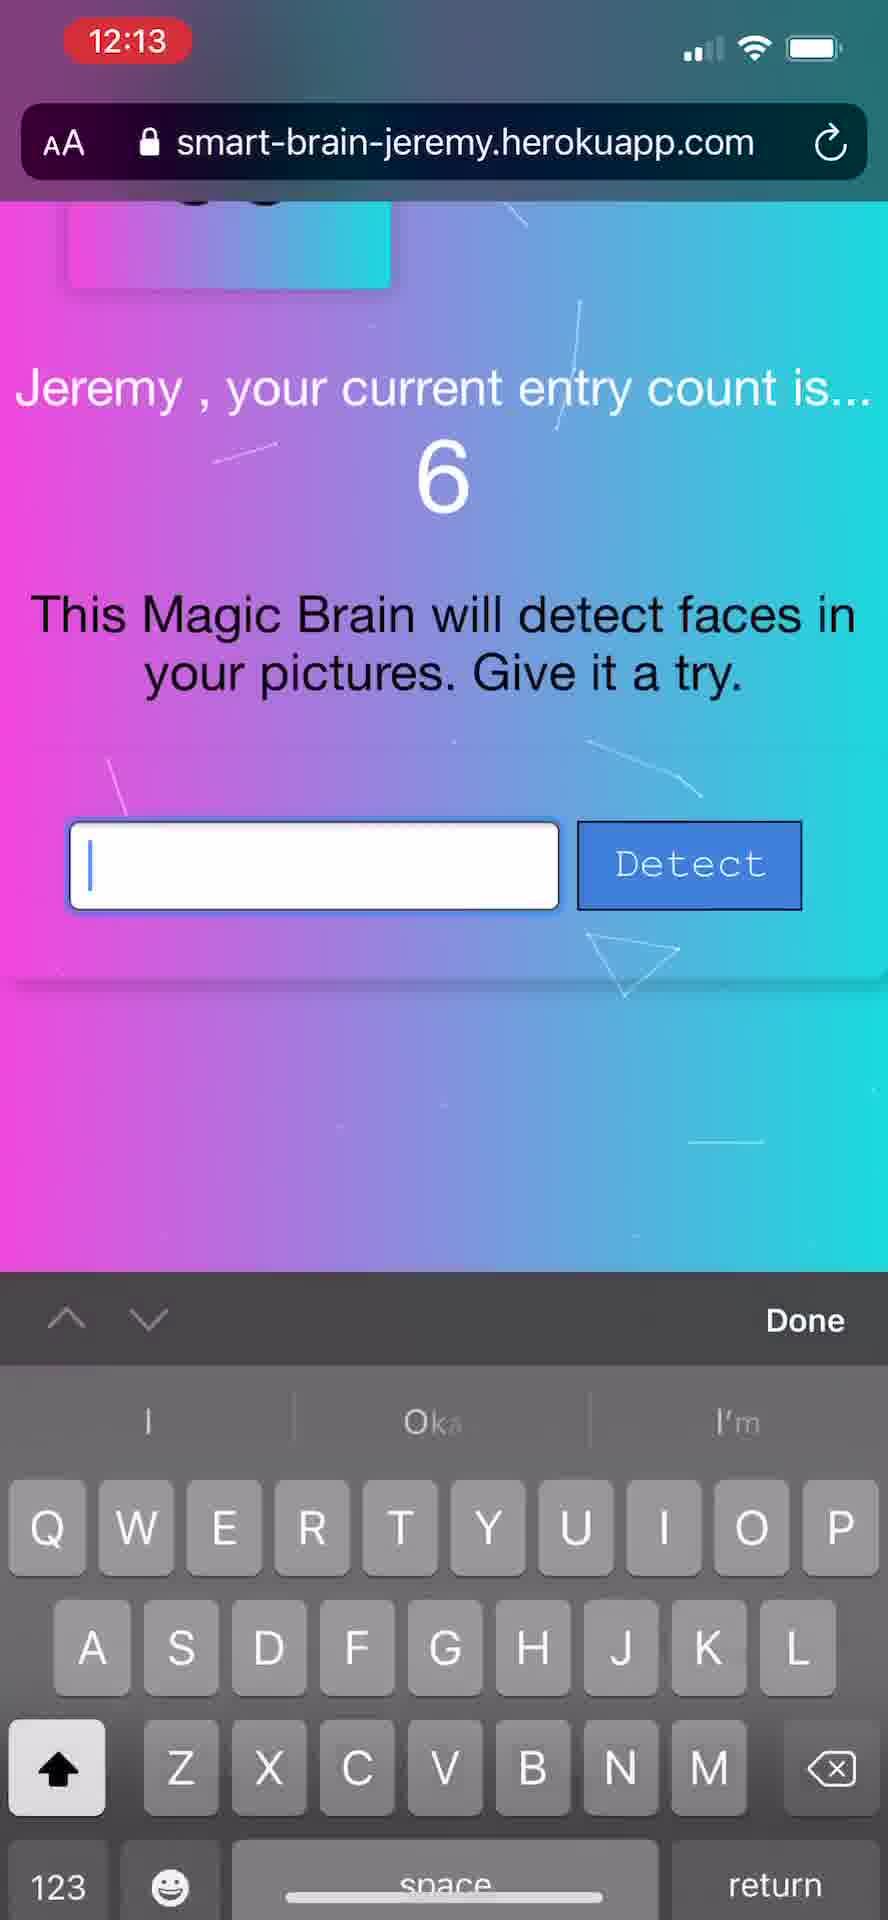 12:13
AA smart-brain-jeremy.herokuapp.com
Jeremy , your current entry count is...
6
This Magic Brain will detect faces in
your pictures. Give it a try.
Detect
Done
I Oka I'm
Q W E R T Y U I O P
A S D F G H J K L
Z X C V B N M
123 space return